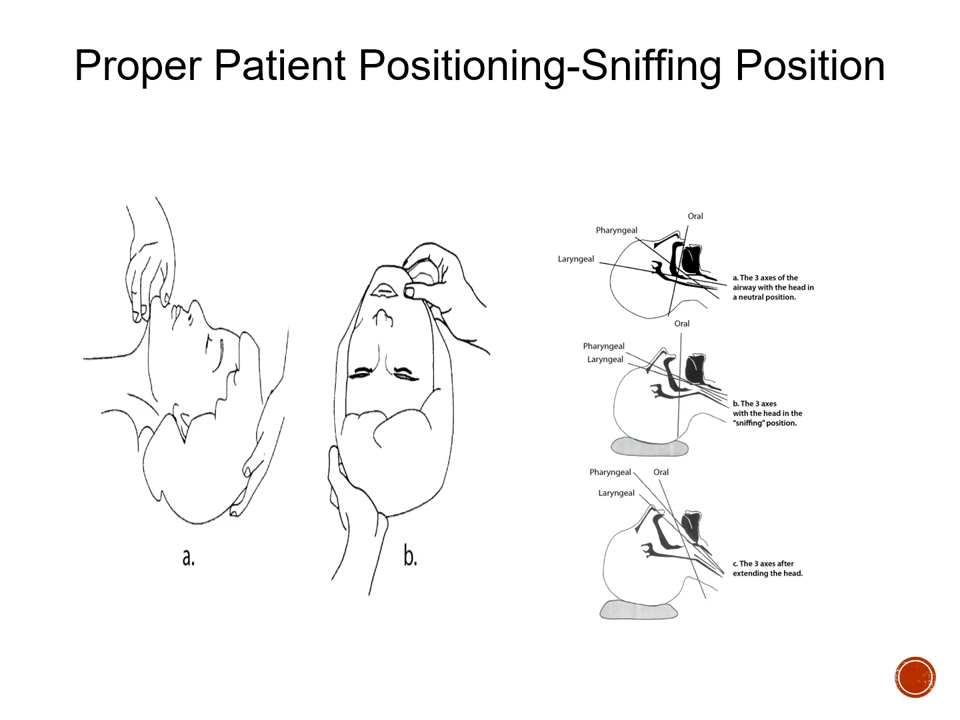 Proper Patient Positioning-Sniffing Position
a.
b.
Oral
Pharyngeal
Laryngeal
a. The 3 axes of the
airway with the head in
a neutral position.
Oral
Pharyngeal
Laryngeal
b. The 3 axes
with the head in the
“sniffing” position.
Pharyngeal
Oral
Laryngeal
c. The 3 axes after
extending the head.